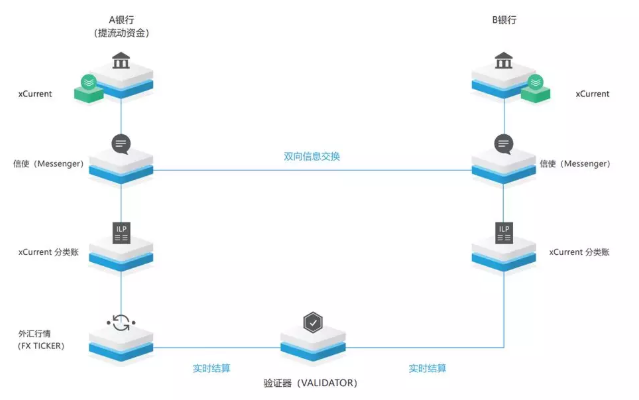 A银行
（提流动资金）
B银行
xCurrent
xCurrent
信使（Messenger）
双向信息交换
信使（Messenger）
ILP
ILP
xCurrent 分类账
xCurrent 分类账
外汇行情
(FX TICKER)
实时结算
实时结算
验证器（VALIDATOR）